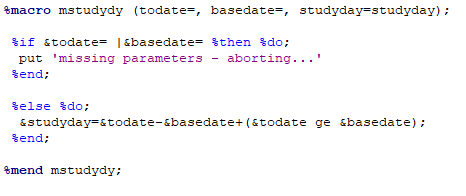 %macro mstudydy (todate=, basedate=, studyday=studyday);
%if &todate= |&basedate= %then %do;
put 'missing parameters - aborting...'
%end;
%else %do;
&studyday=&todate-&basedate+(&todate ge &basedate);
%end;
%mend mstudydy;